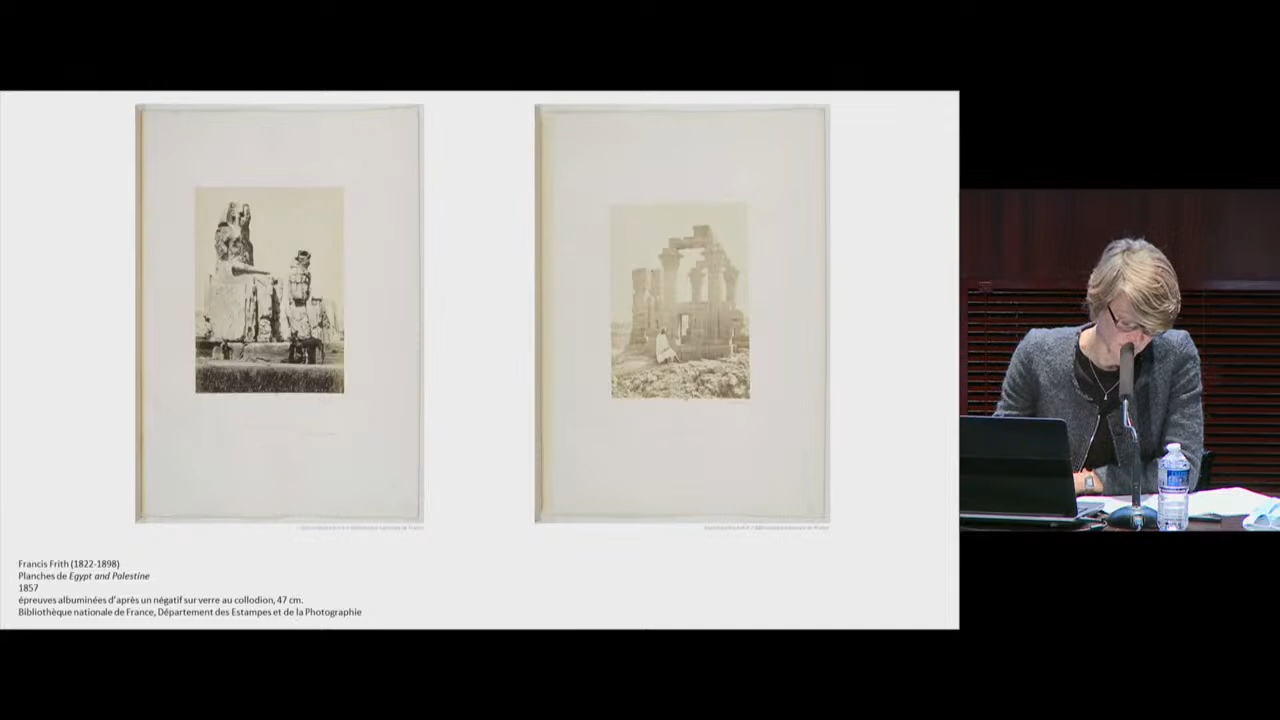 Francis Frith (1822-1898)
Planches de Egypt and Palestine
1857
épreuves albuminées d'après un négatif sur verre au collodion, 47 cm.
Bibliothèque nationale de France, Département des Estampes et de la Photographie